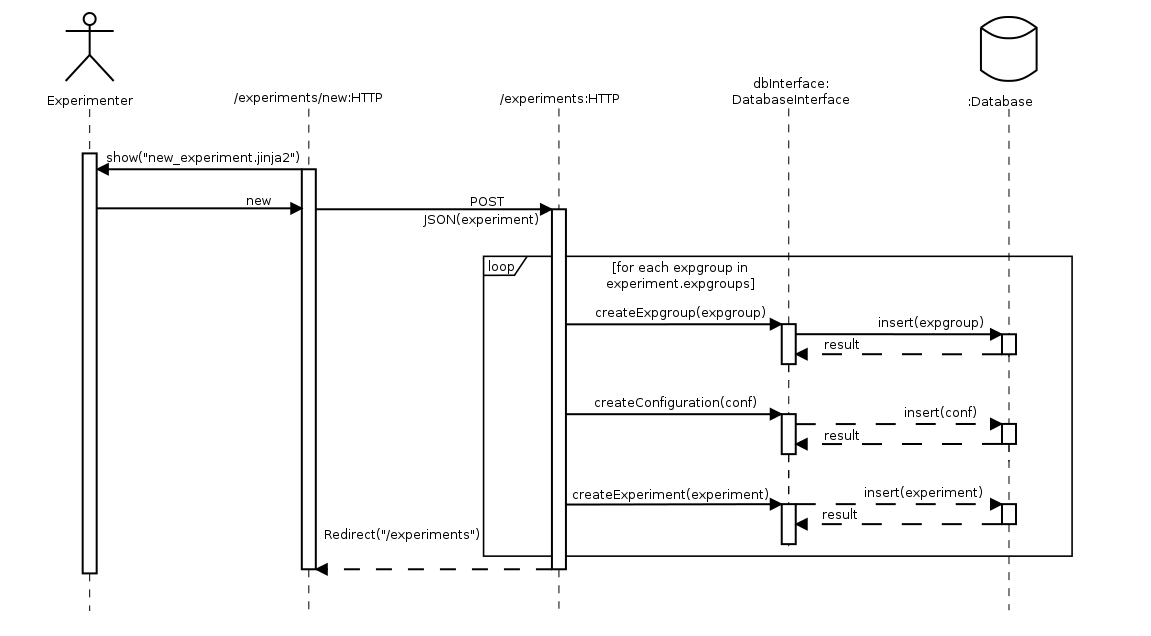 Experimenter
/experiments/new:HTTP
/experiments:HTTP
dbInterface:
DatabaseInterface
:Database
show("new_experiment.jinja2")
new
POST
JSON(experiment)
loop
[for each expgroup in
experiment.expgroups]
createExpgroup(expgroup)
insert(expgroup)
result
createConfiguration(conf)
insert(conf)
result
createExperiment(experiment)
insert(experiment)
result
Redirect("/experiments")